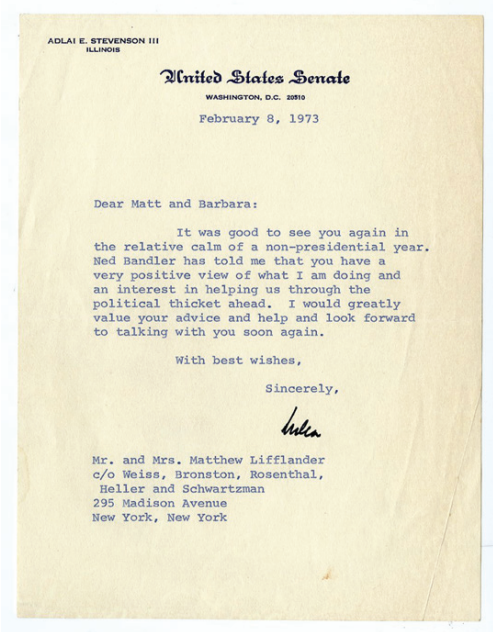 ADLAI E. STEVENSON III
ILLINOIS
United States Senate
WASHINGTON, D.C. 20510
February 8, 1973
Dear Matt and Barbara:
It was good to see you again in
the relative calm of a non-presidential year.
Ned Bandler has told me that you have a
very positive view of what I am doing and
an interest in helping us through the
political thicket ahead. I would greatly
value your advice and help and look forward
to talking with you soon again.
With best wishes,
Sincerely,
Mr. and Mrs. Matthew Lifflander
c/o Weiss, Bronston, Rosenthal,
Heller and Schwartzman
295 Madison Avenue
New York, New York